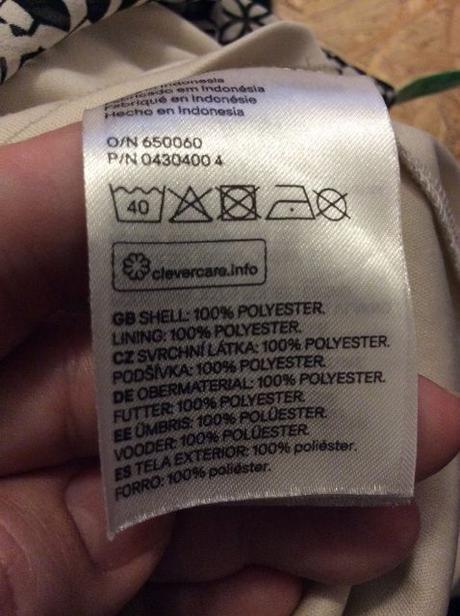 Indonesia
Fabricado em Indonésia
Fabriqué en Indonésie
Hecho en Indonesia
O/N 650060
P/N 0430400 4
40
clevercare.info
GB SHELL: 100% POLYESTER.
LINING: 100% POLYESTER.
CZ SVRCHNÍ LÁTKA: 100% POLYESTER.
PODŠÍVKA: 100% POLYESTER.
DE OBERMATERIAL: 100% POLYESTER.
FUTTER: 100% POLYESTER.
EE ÜMBRIS: 100% POLÜESTER.
VOODER: 100% POLÜESTER.
ES TELA EXTERIOR: 100% poliéster.
FORRO: 100% poliéster.